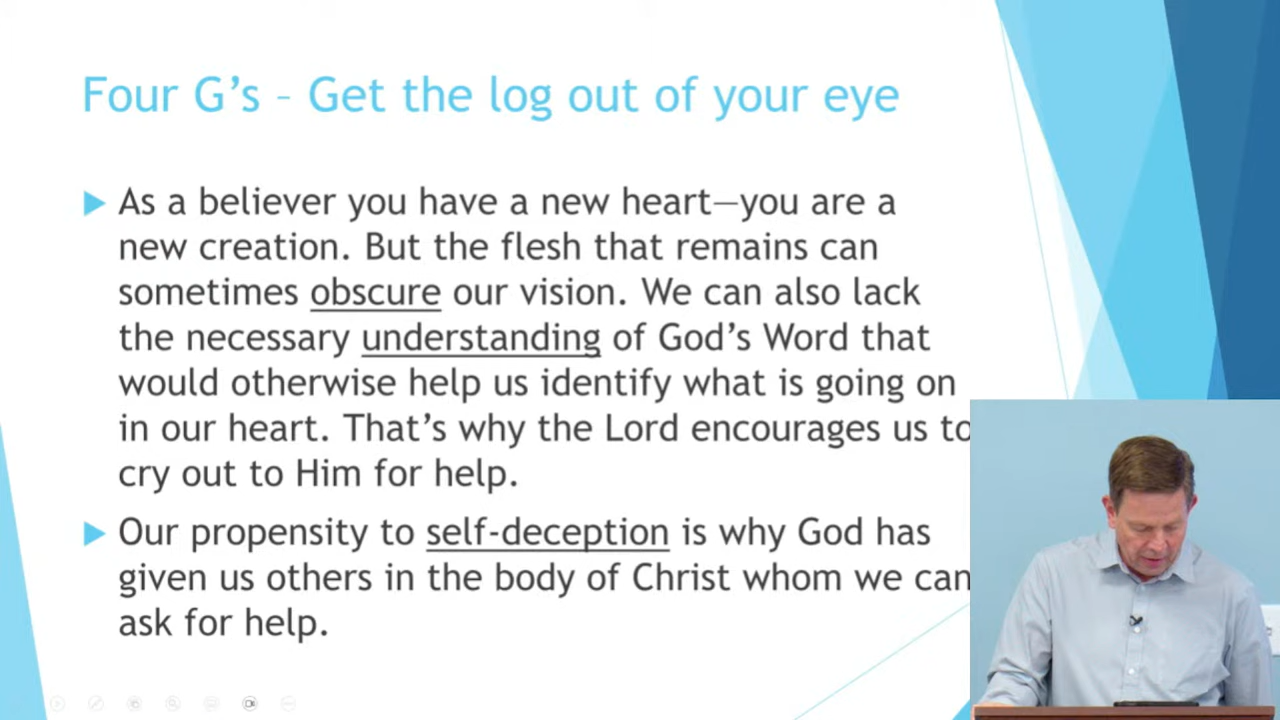 Four G’s – Get the log out of your eye
As a believer you have a new heart—you are a
new creation. But the flesh that remains can
sometimes obscure our vision. We can also lack
the necessary understanding of God’s Word that
would otherwise help us identify what is going on
in our heart. That’s why the Lord encourages us to
cry out to Him for help.
Our propensity to self-deception is why God has
given us others in the body of Christ whom we can
ask for help.